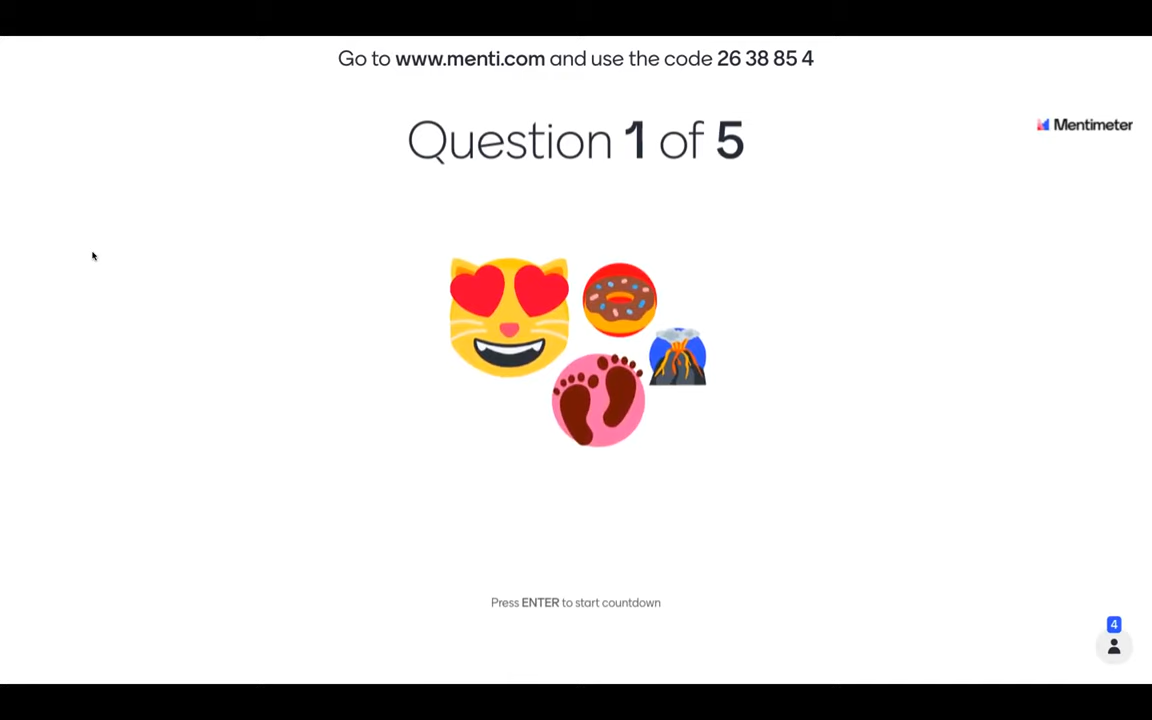 Go to www.menti.com and use the code 26 38 85 4
Question 1 of 5
Mentimeter
Press ENTER to start countdown
4